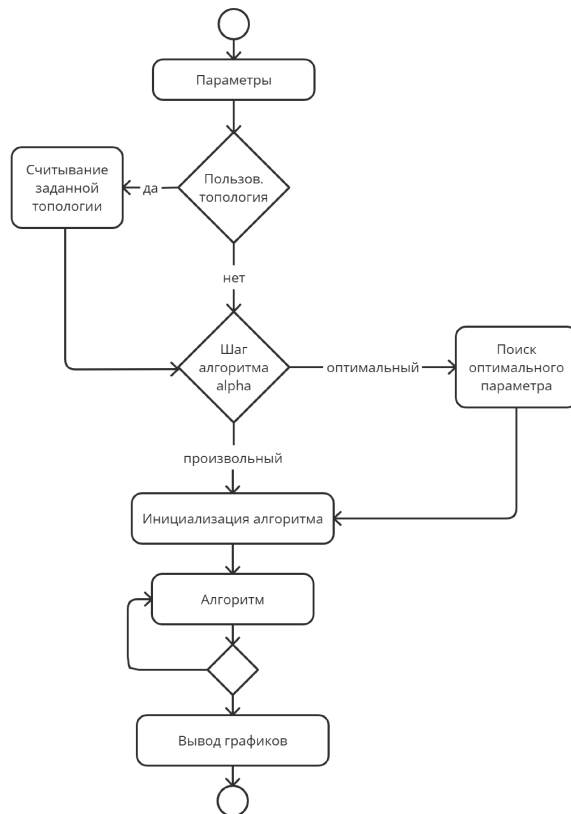 Параметры
Пользов.
топология
да
Считывание
заданной
топологии
нет
Шаг
алгоритма
alpha
оптимальный
Поиск
оптимального
параметра
произвольный
Инициализация алгоритма
Алгоритм
Вывод графиков